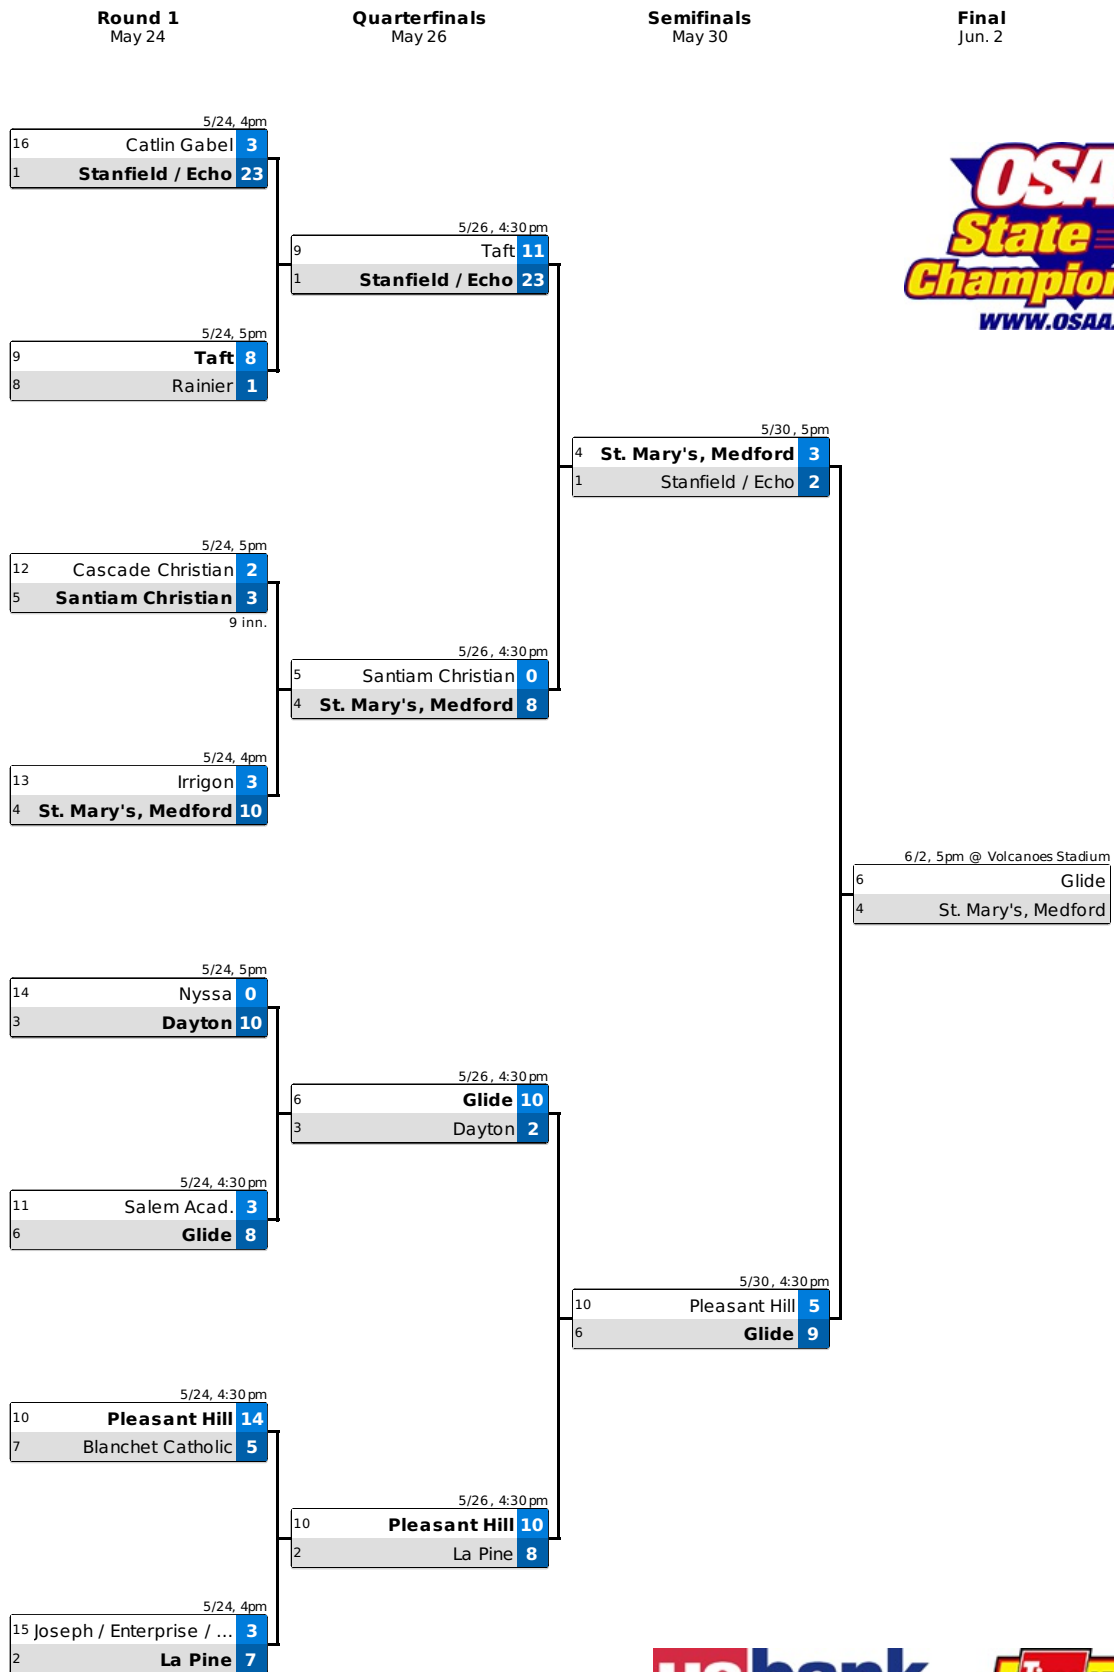 Round 1
May 24
Quarterfinals
May 26
Semifinals
May 30
Final
Jun. 2
5/24, 4pm
16 Catlin Gabel 3
1 Stanfield / Echo 23
5/26, 4:30pm
9 Taft 11
1 Stanfield / Echo 23
5/24, 5pm
9 Taft 8
8 Rainier 1
5/30, 5pm
4 St. Mary's, Medford 3
1 Stanfield / Echo 2
5/24, 5pm
12 Cascade Christian 2
5 Santiam Christian 3
9 inn.
5/26, 4:30pm
5 Santiam Christian 0
4 St. Mary's, Medford 8
5/24, 4pm
13 Irrigon 3
4 St. Mary's, Medford 10
6/2, 5pm @ Volcanoes Stadium
6 Glide
4 St. Mary's, Medford
5/24, 5pm
14 Nyssa 0
3 Dayton 10
5/26, 4:30pm
6 Glide 10
3 Dayton 2
5/24, 4:30pm
11 Salem Acad. 3
6 Glide 8
5/30, 4:30pm
10 Pleasant Hill 5
6 Glide 9
5/24, 4:30pm
10 Pleasant Hill 14
7 Blanchet Catholic 5
5/26, 4:30pm
10 Pleasant Hill 10
2 La Pine 8
5/24, 4pm
15 Joseph / Enterprise / ... 3
2 La Pine 7
OSA
State
Champion
WWW.OSAA.
usbank